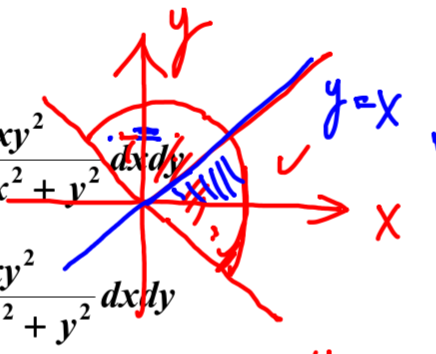 y
y=x
xy²
x² + y² dxdy
x
xy²
² + y² dxdy